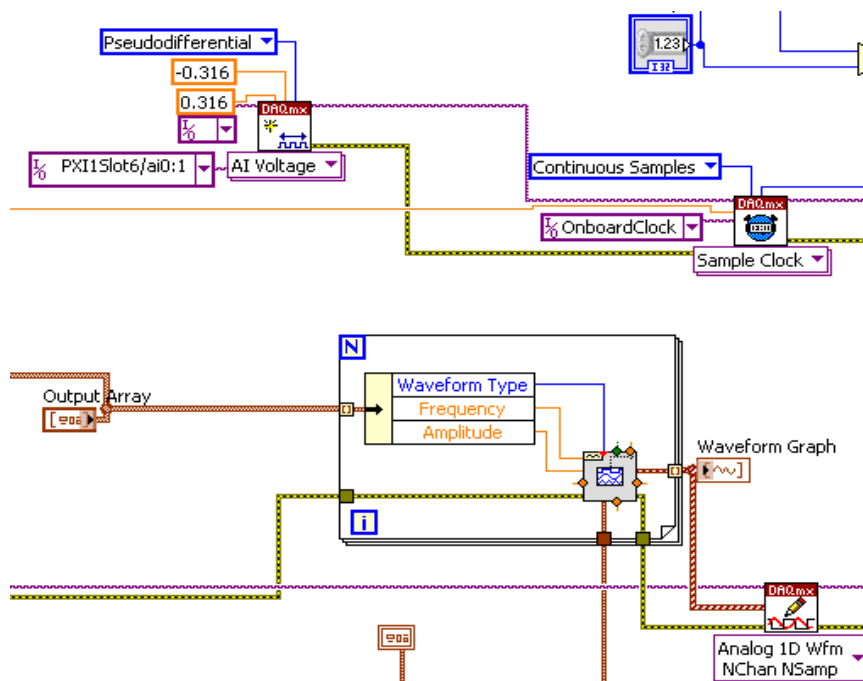 Pseudodifferential
-0.316
0.316
I/O
DAQmx
I/O PXI1Slot6/ai0:1
AI Voltage
1.23
I32
Continuous Samples
DAQmx
I/O OnboardClock
Sample Clock
N
Output Array
Waveform Type
Frequency
Amplitude
Waveform Graph
i
DAQmx
Analog 1D Wfm
NChan NSamp